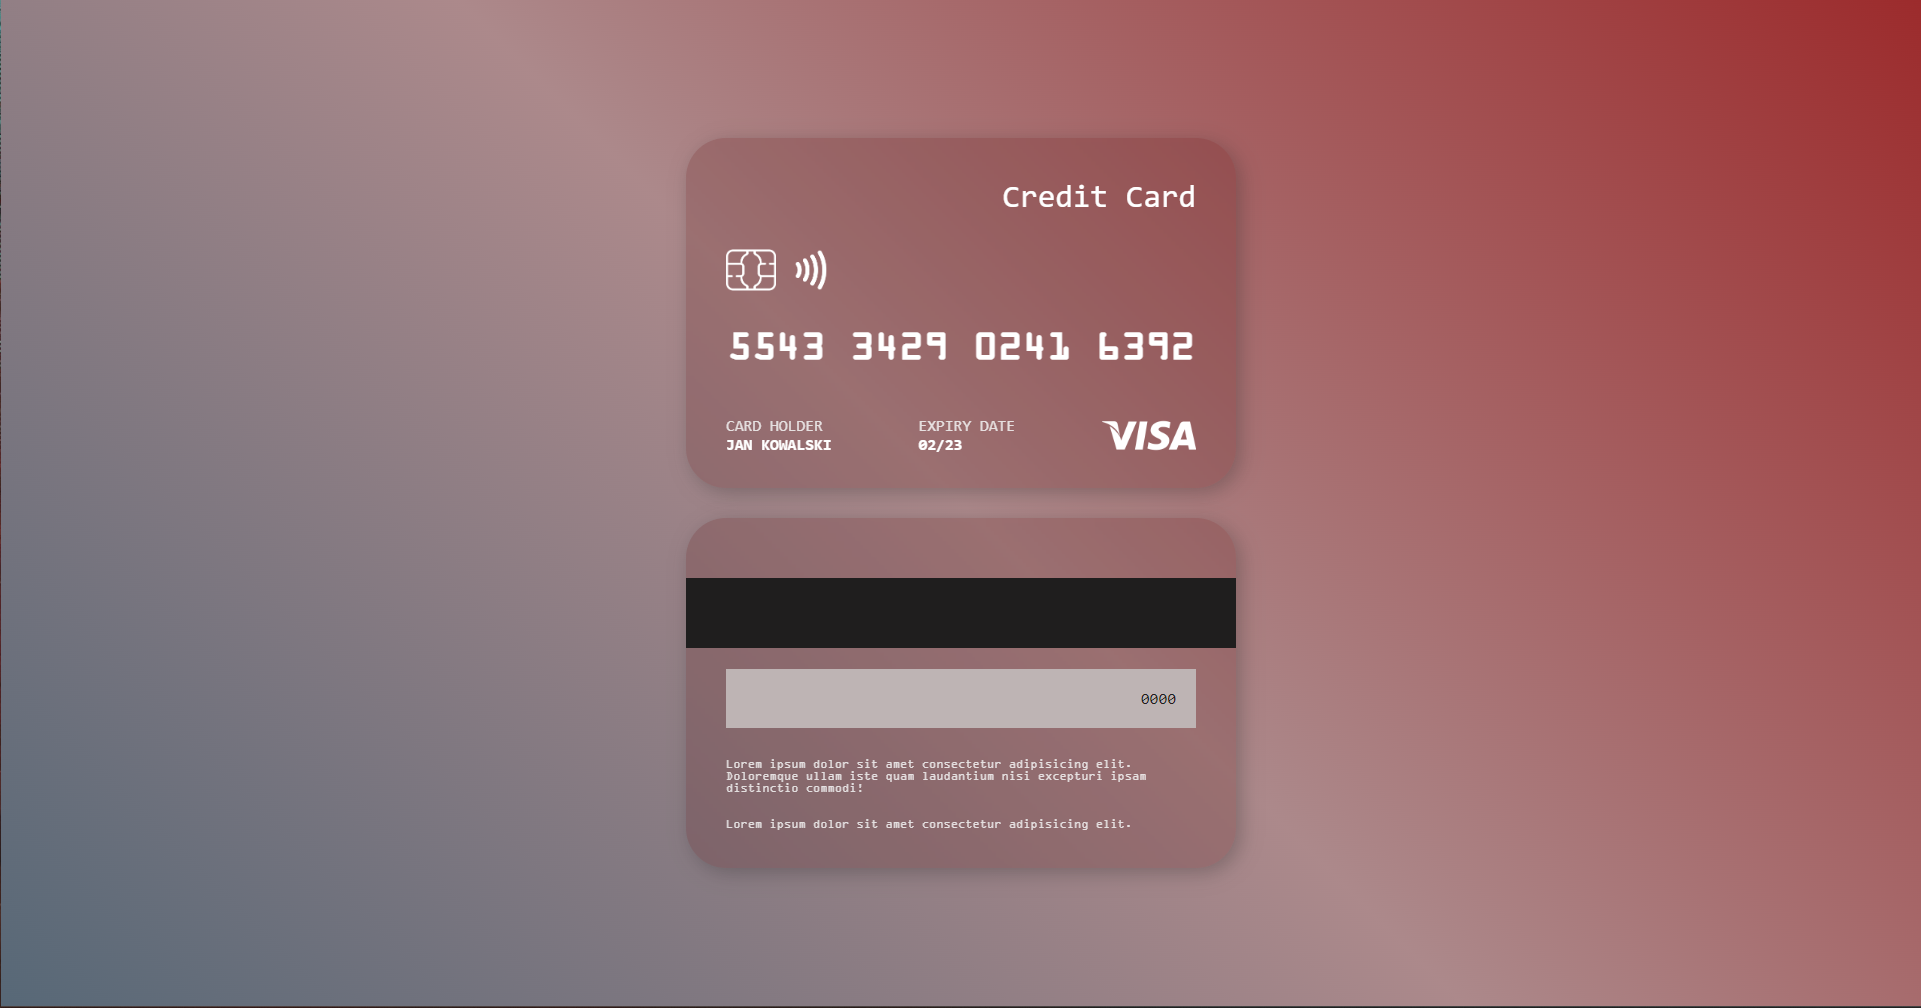 Credit Card
5543 3429 0241 6392
CARD HOLDER
JAN KOWALSKI
EXPIRY DATE
02/23
VISA
0000
Lorem ipsum dolor sit amet consectetur adipisicing elit.
Doloremque ullam iste quam laudantium nisi excepturi ipsam
distinctio commodi!
Lorem ipsum dolor sit amet consectetur adipisicing elit.